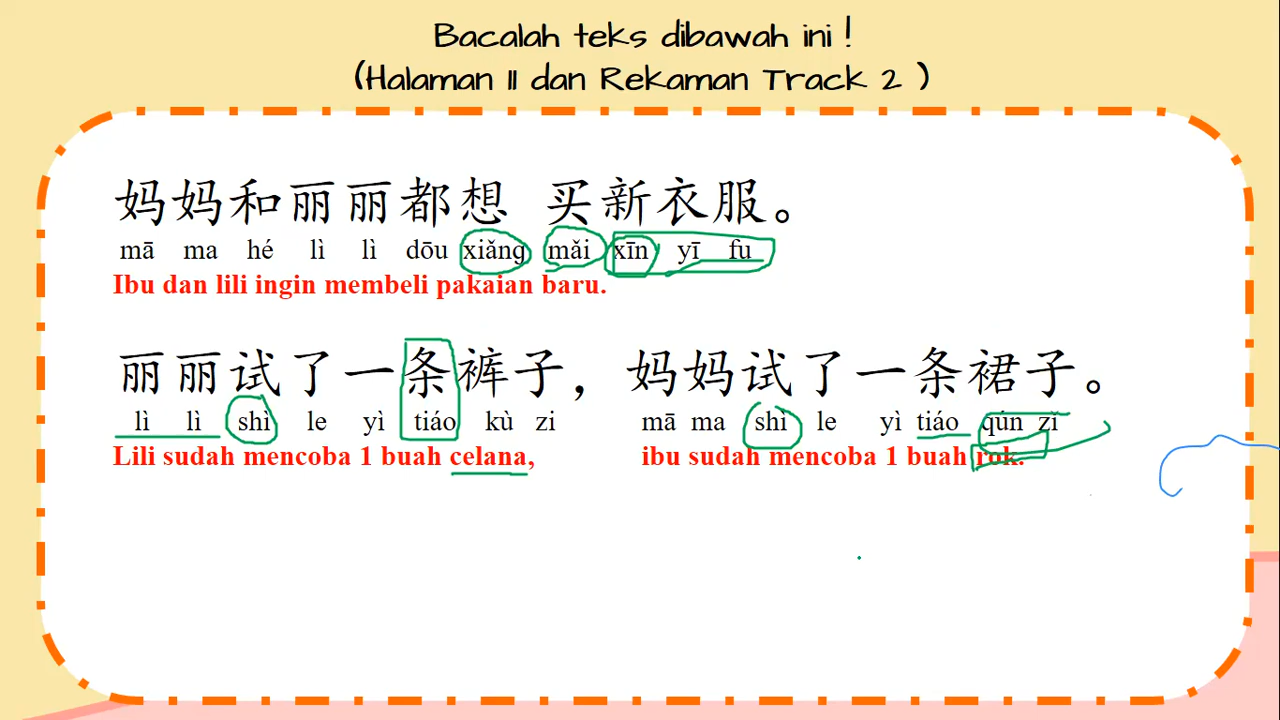 Bacalah teks dibawah ini !
(Halaman 11 dan Rekaman Track 2 )
妈妈和丽丽都想 买新衣服。
mā ma hé lì lì dōu xiǎng mǎi xīn yī fu
Ibu dan lili ingin membeli pakaian baru.
丽丽试了一条裤子，妈妈试了一条裙子。
lì lì shì le yì tiáo kù zi mā ma shì le yì tiáo qún zǐ
Lili sudah mencoba 1 buah celana, ibu sudah mencoba 1 buah rok.